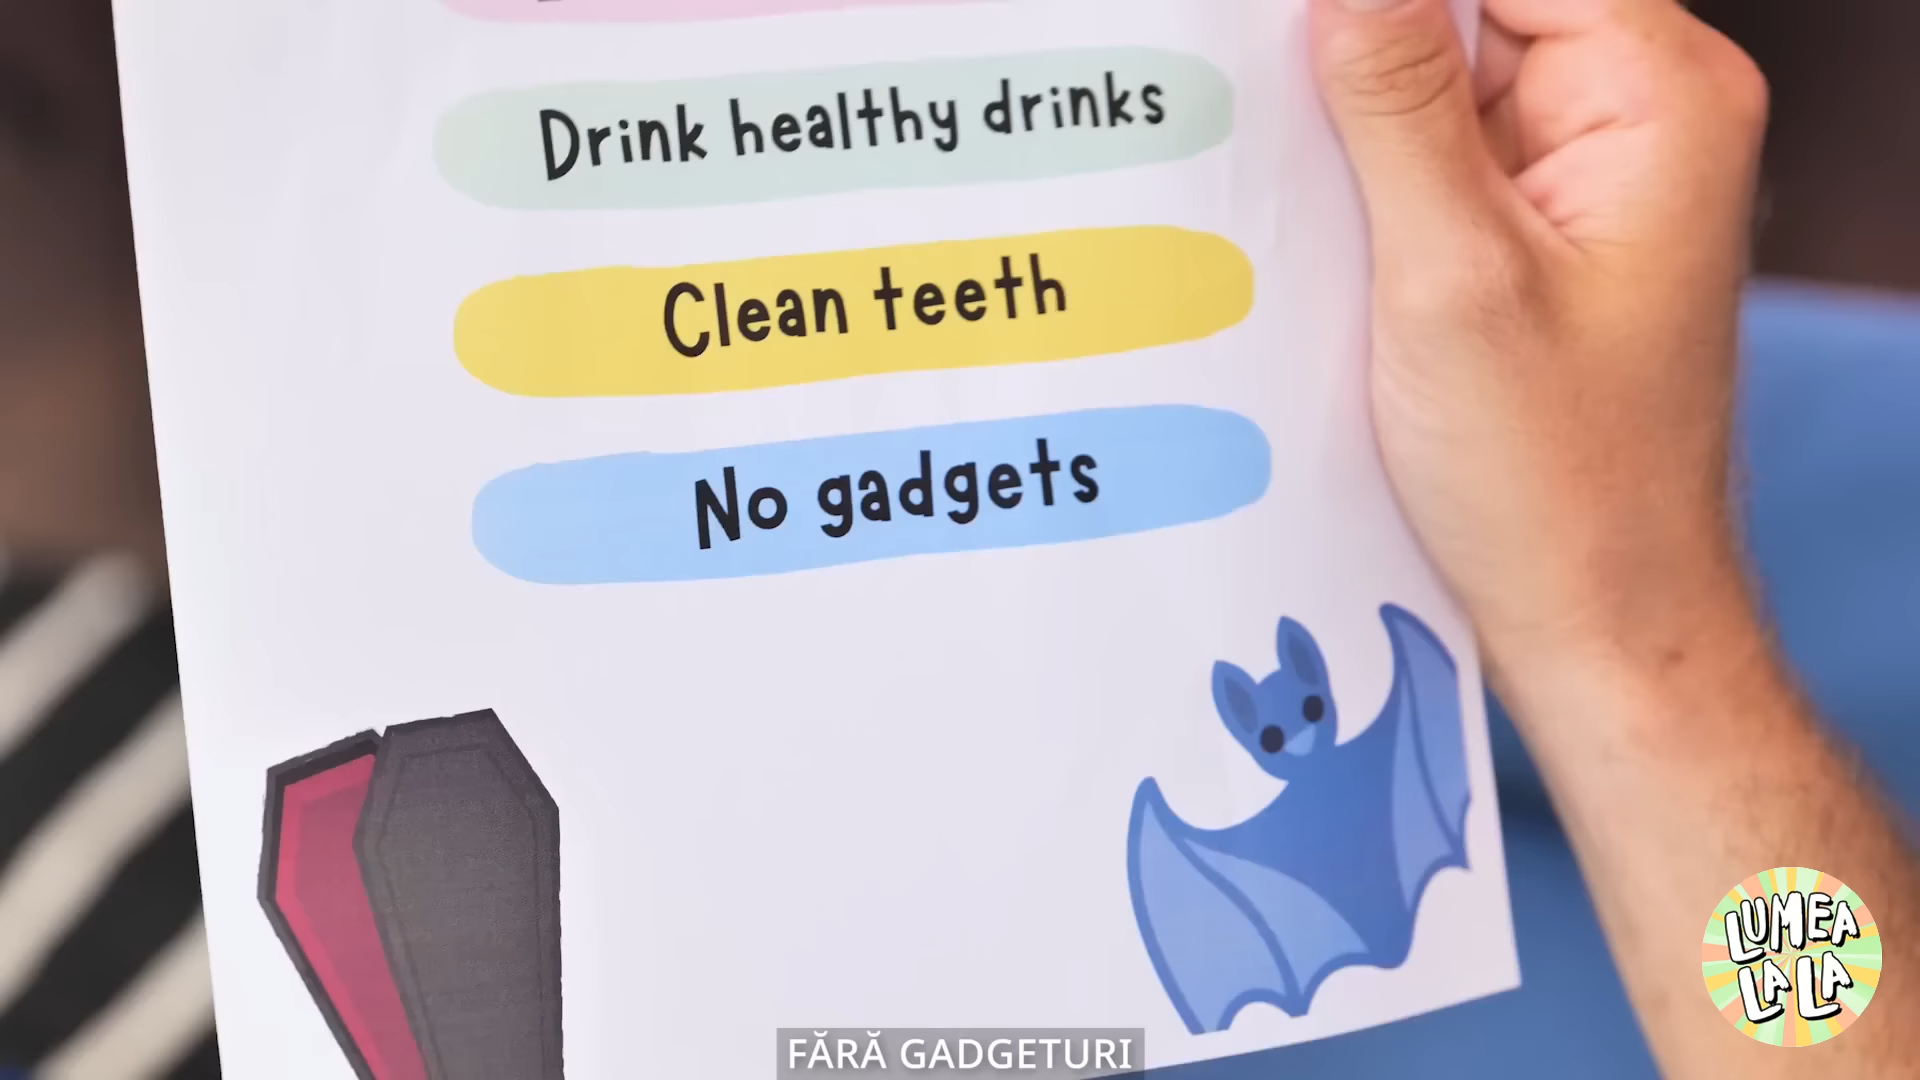 Drink healthy drinks
Clean teeth
No gadgets
LUMEA
LA LA
FĂRĂ GADGETURI